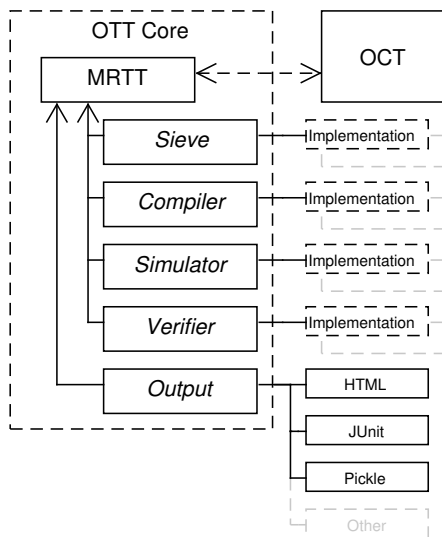 OTT Core
MRTT
OCT
Sieve
Implementation
Compiler
Implementation
Simulator
Implementation
Verifier
Implementation
Output
HTML
JUnit
Pickle
Other